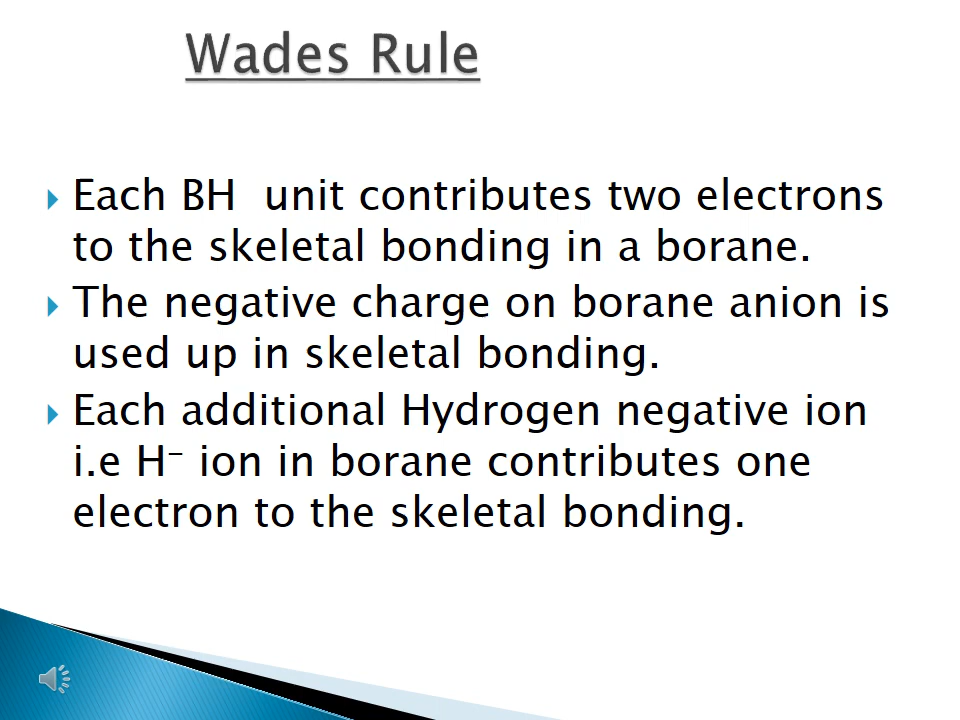 Wades Rule
Each BH  unit contributes two electrons
to the skeletal bonding in a borane.
The negative charge on borane anion is
used up in skeletal bonding.
Each additional Hydrogen negative ion
i.e H⁻ ion in borane contributes one
electron to the skeletal bonding.